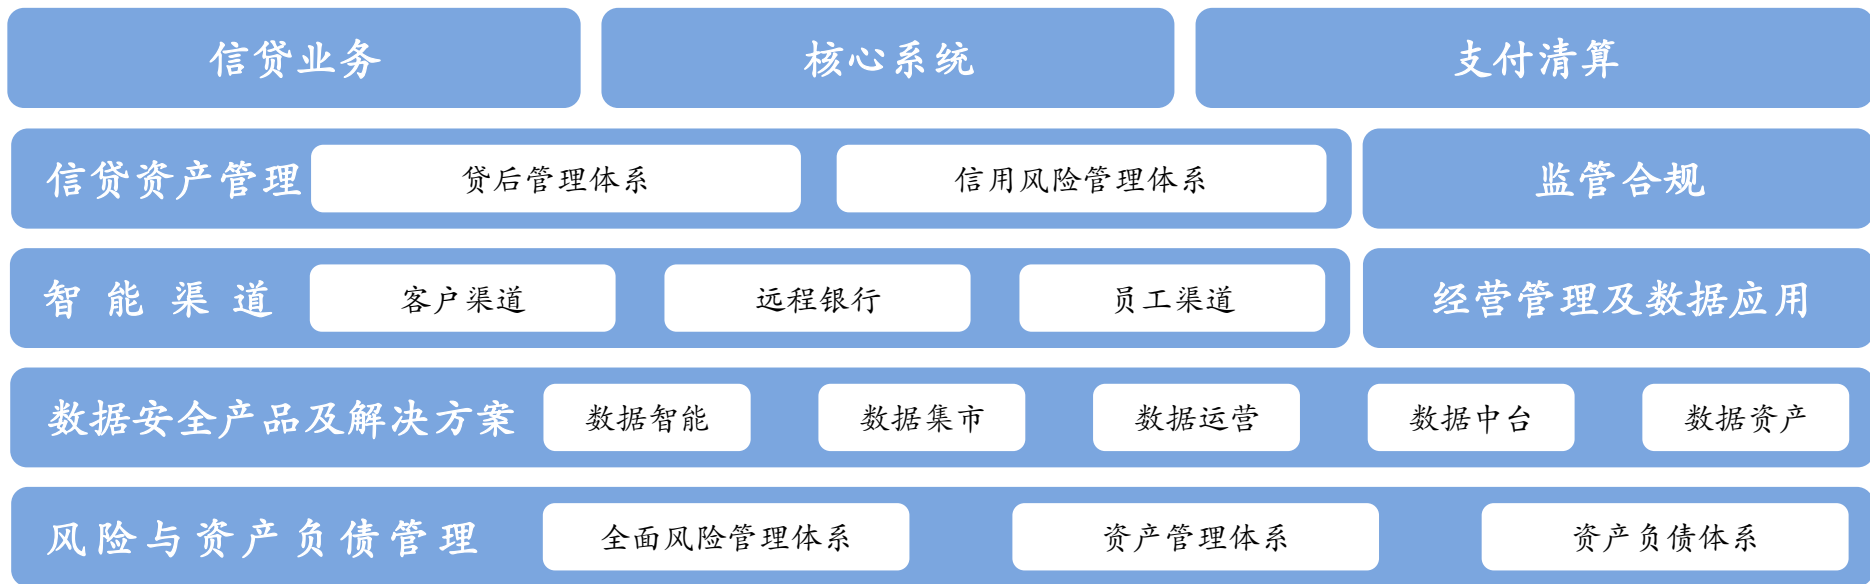 信贷业务 核心系统 支付清算
信贷资产管理 贷后管理体系 信用风险管理体系 监管合规
智能渠道 客户渠道 远程银行 员工渠道 经营管理及数据应用
数据安全产品及解决方案 数据智能 数据集市 数据运营 数据中台 数据资产
风险与资产负债管理 全面风险管理体系 资产管理体系 资产负债体系